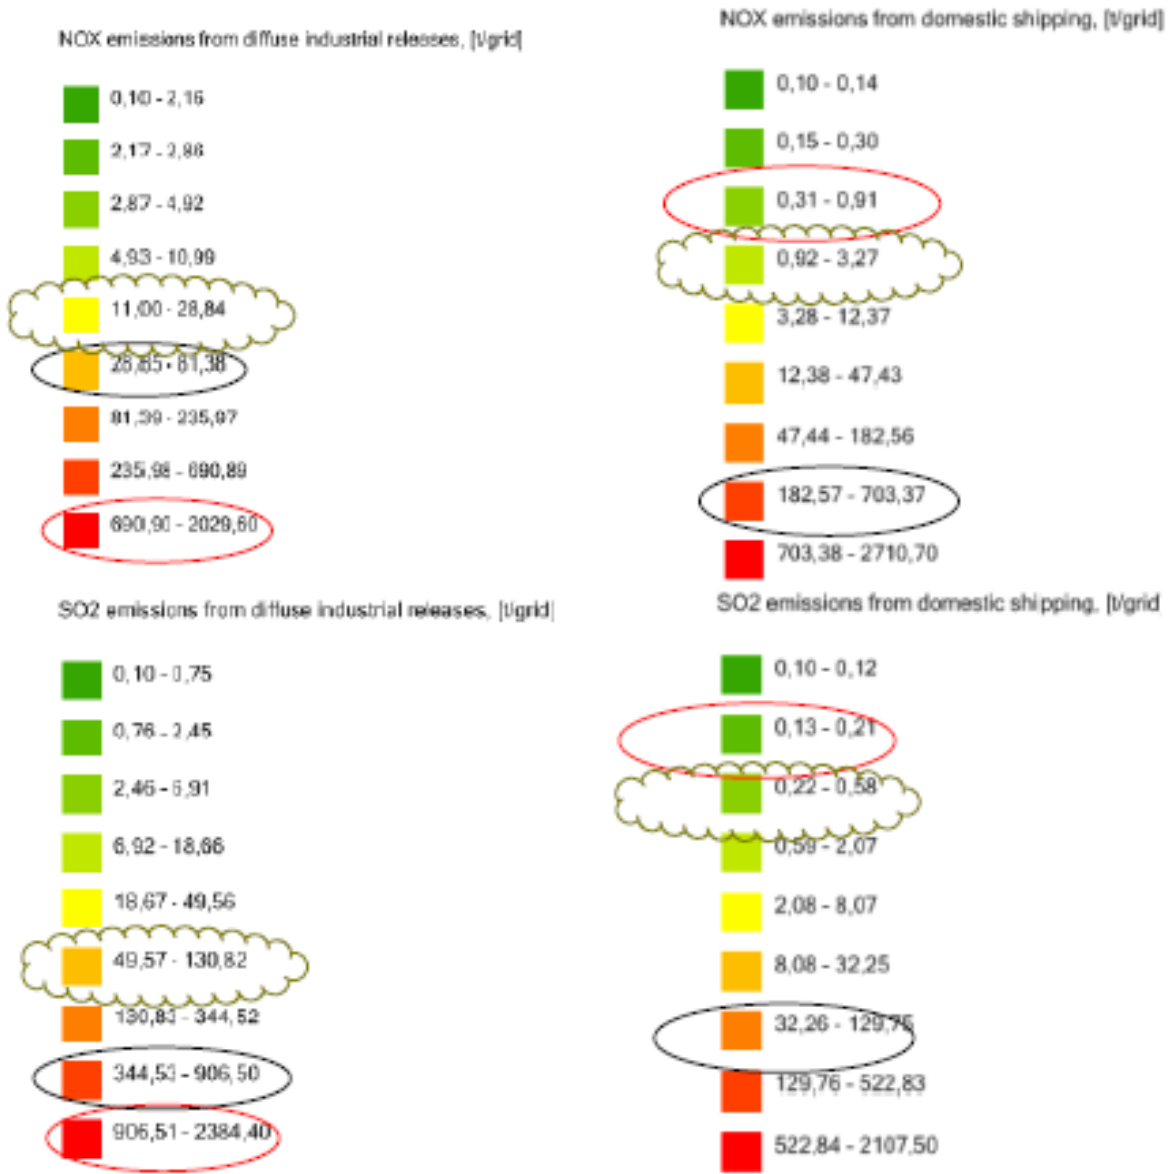 NOX emissions from diffuse industrial releases, [t/grid]
0,10 - 2,16
2,17 - 2,86
2,87 - 4,92
4,93 - 10,99
11,00 - 28,84
28,85 - 81,38
81,39 - 235,97
235,98 - 690,89
690,90 - 2029,60
NOX emissions from domestic shipping, [t/grid]
0,10 - 0,14
0,15 - 0,30
0,31 - 0,91
0,92 - 3,27
3,28 - 12,37
12,38 - 47,43
47,44 - 182,56
182,57 - 703,37
703,38 - 2710,70
SO2 emissions from diffuse industrial releases, [t/grid]
0,10 - 0,75
0,76 - 2,45
2,46 - 6,91
6,92 - 18,66
18,67 - 49,56
49,57 - 130,82
130,83 - 344,52
344,53 - 906,50
906,51 - 2384,40
SO2 emissions from domestic shipping, [t/grid
0,10 - 0,12
0,13 - 0,21
0,22 - 0,58
0,59 - 2,07
2,08 - 8,07
8,08 - 32,25
32,26 - 129,75
129,76 - 522,83
522,84 - 2107,50